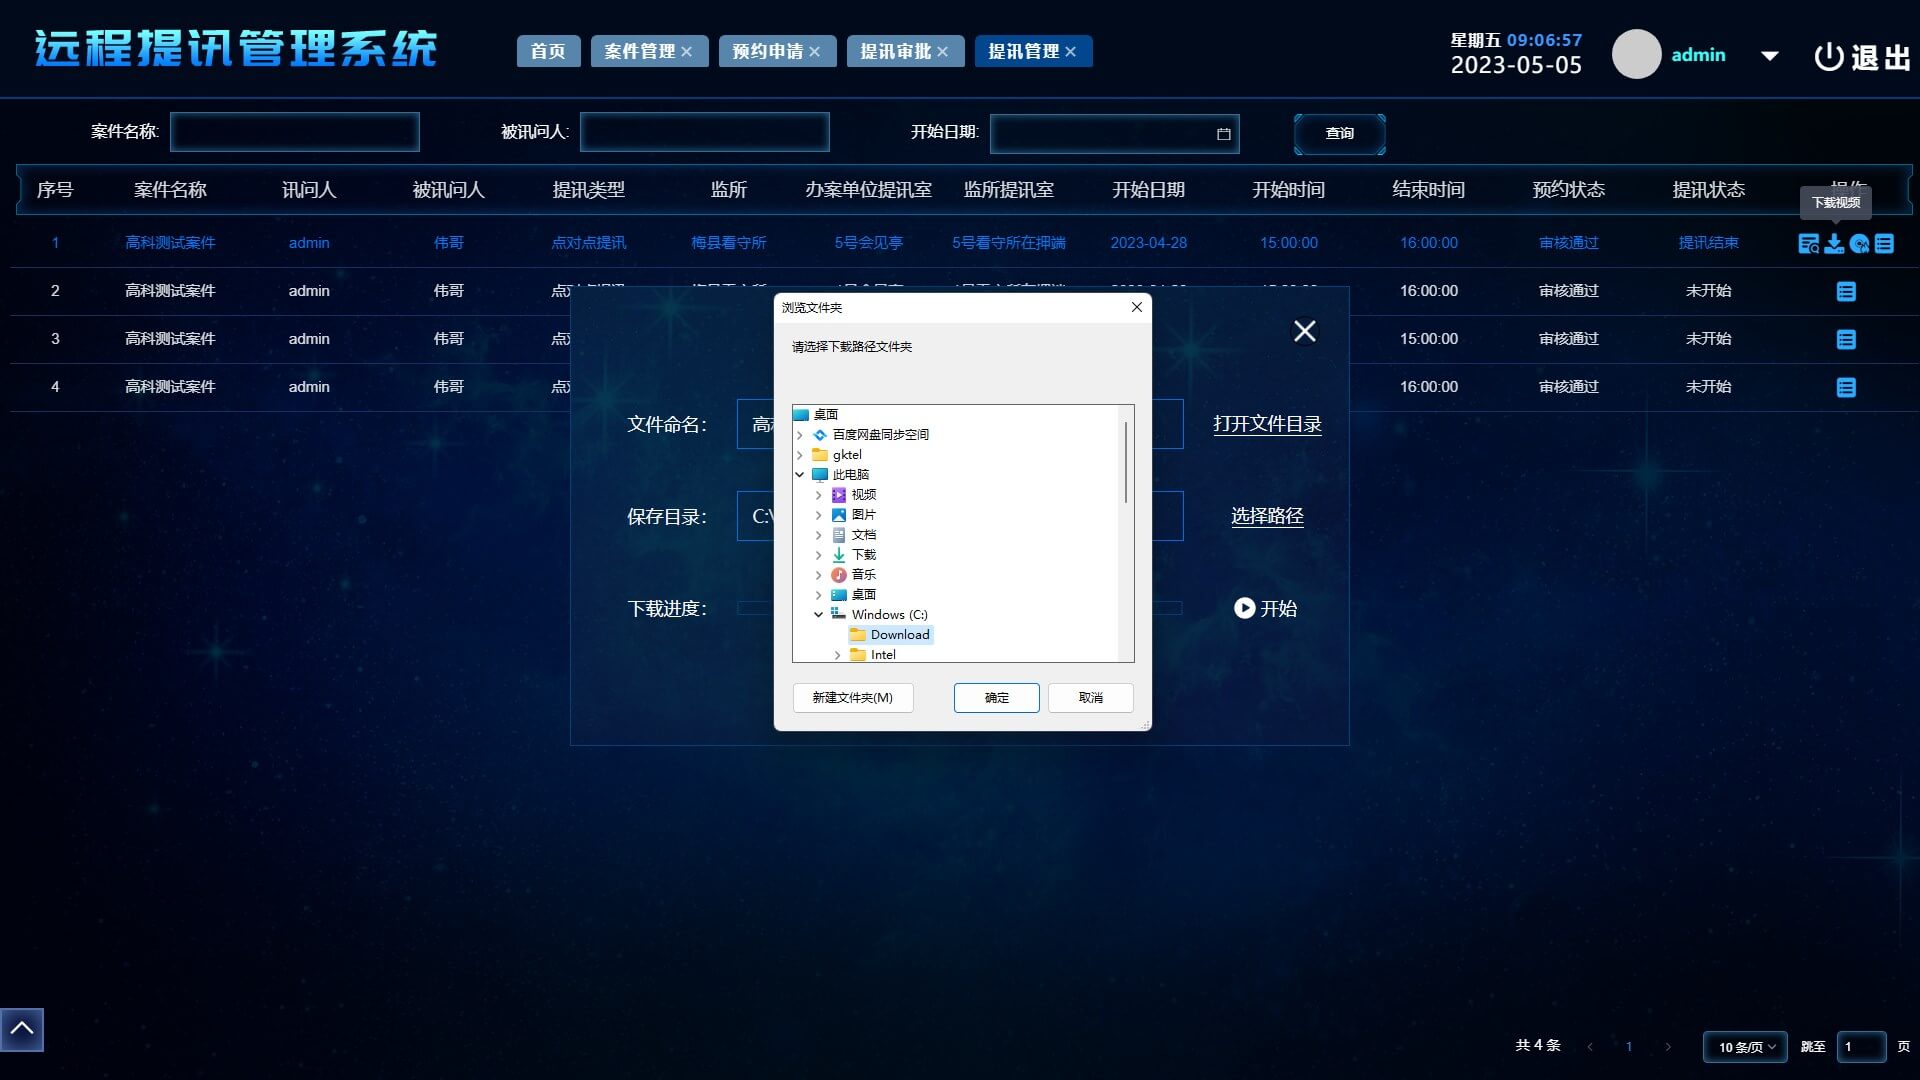 远程提讯管理系统
首页 案件管理 预约申请 提讯审批 提讯管理
星期五 09:06:57
2023-05-05
admin
退出
案件名称: 被讯问人: 开始日期: 查询
序号 案件名称 讯问人 被讯问人 提讯类型 监所 办案单位提讯室 监所提讯室 开始日期 开始时间 结束时间 预约状态 提讯状态
下载视频
1 高科测试案件 admin 伟哥 点对点提讯 梅县看守所 5号会见亭 5号看守所在押端 2023-04-28 15:00:00 16:00:00 审核通过 提讯结束
2 高科测试案件 admin 伟哥 16:00:00 审核通过 未开始
3 高科测试案件 admin 伟哥 点对 15:00:00 审核通过 未开始
4 高科测试案件 admin 伟哥 点对 16:00:00 审核通过 未开始
浏览文件夹
请选择下载路径文件夹
桌面
百度网盘同步空间
gktel
此电脑
视频
图片
文档
下载
音乐
桌面
Windows (C:)
Download
Intel
新建文件夹(M) 确定 取消
文件命名： 高 打开文件目录
保存目录： C:\ 选择路径
下载进度： 开始
共 4 条 1 10 条/页 跳至 1 页